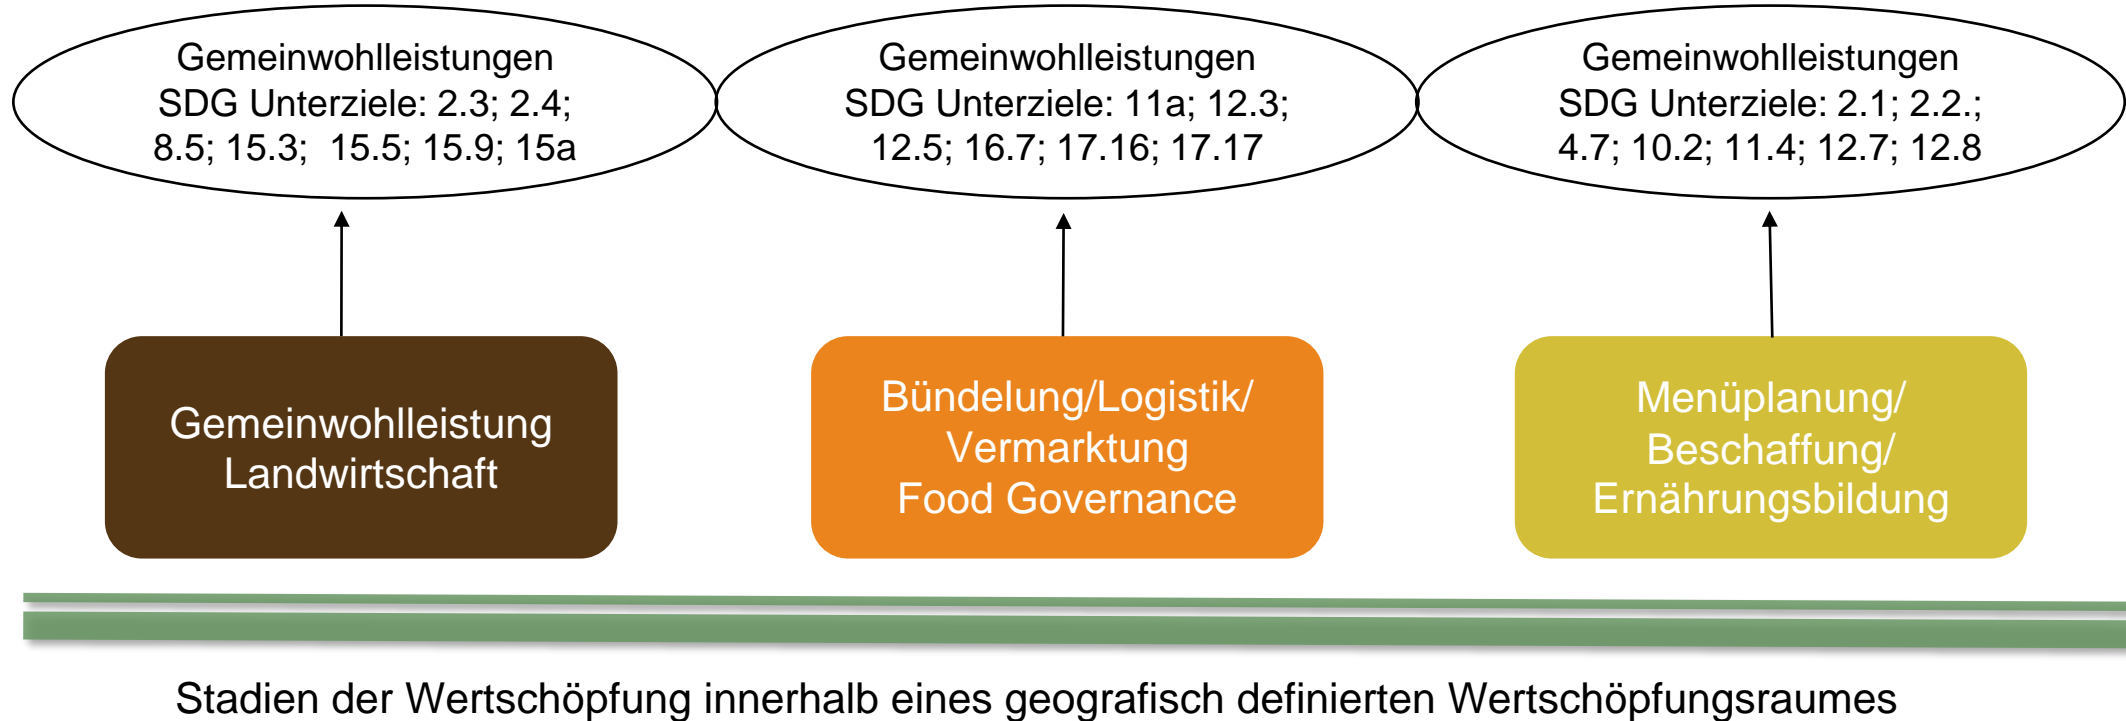 Gemeinwohlleistungen
SDG Unterziele: 2.3; 2.4;
8.5; 15.3;  15.5; 15.9; 15a
Gemeinwohlleistungen
SDG Unterziele: 11a; 12.3;
12.5; 16.7; 17.16; 17.17
Gemeinwohlleistungen
SDG Unterziele: 2.1; 2.2.;
4.7; 10.2; 11.4; 12.7; 12.8
Gemeinwohlleistung
Landwirtschaft
Bündelung/Logistik/
Vermarktung
Food Governance
Menüplanung/
Beschaffung/
Ernährungsbildung
Stadien der Wertschöpfung innerhalb eines geografisch definierten Wertschöpfungsraumes